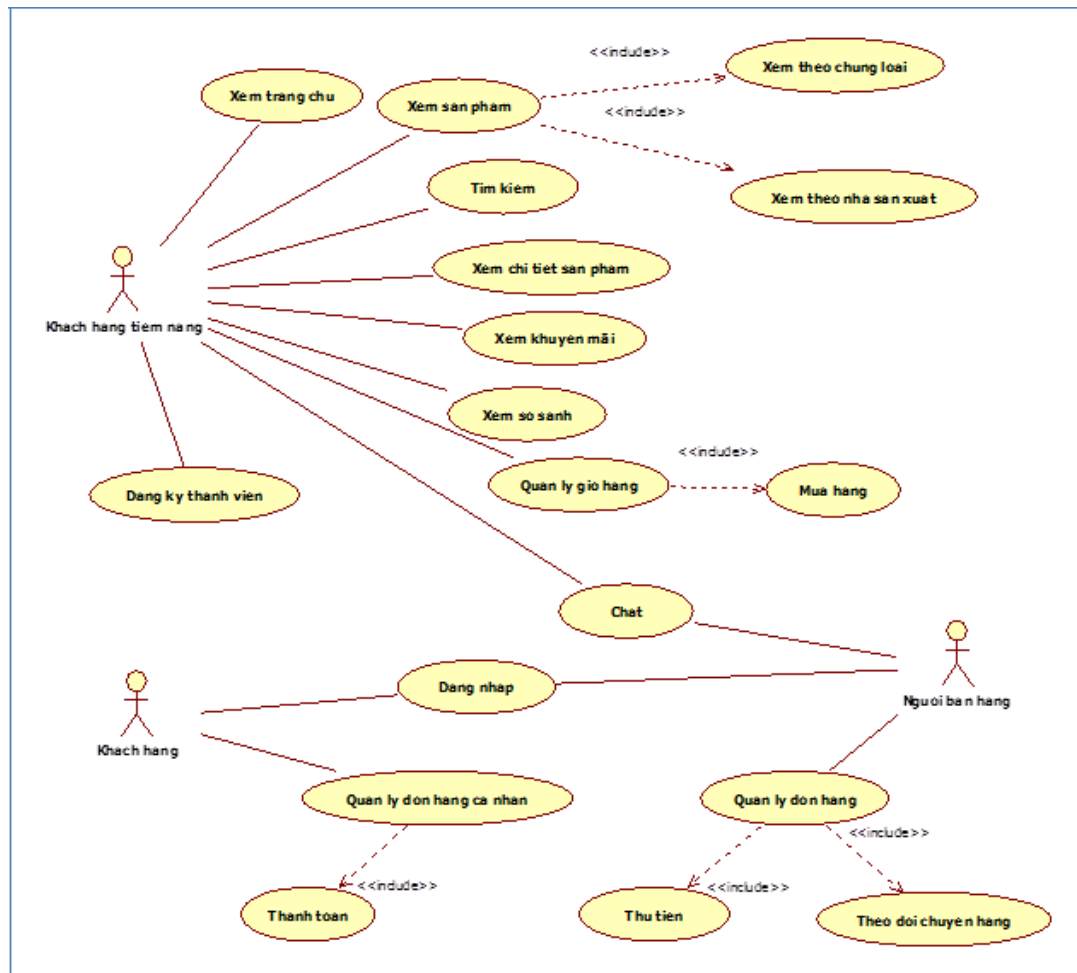 <<include>>
Xem theo chung loai
Xem trang chu
Xem san pham
<<include>>
Tim kiem
Xem theo nha san xuat
Xem chi tiet san pham
Khach hang tiem nang
Xem khuyen mãi
Xem so sanh
<<include>>
Dang ky thanh vien
Quan ly gio hang
Mua hang
Chat
Dang nhap
Nguoi ban hang
Khach hang
Quan ly don hang ca nhan
Quan ly don hang
<<include>>
<<include>>
<<include>>
Thanh toan
Thu tien
Theo doi chuyen hang